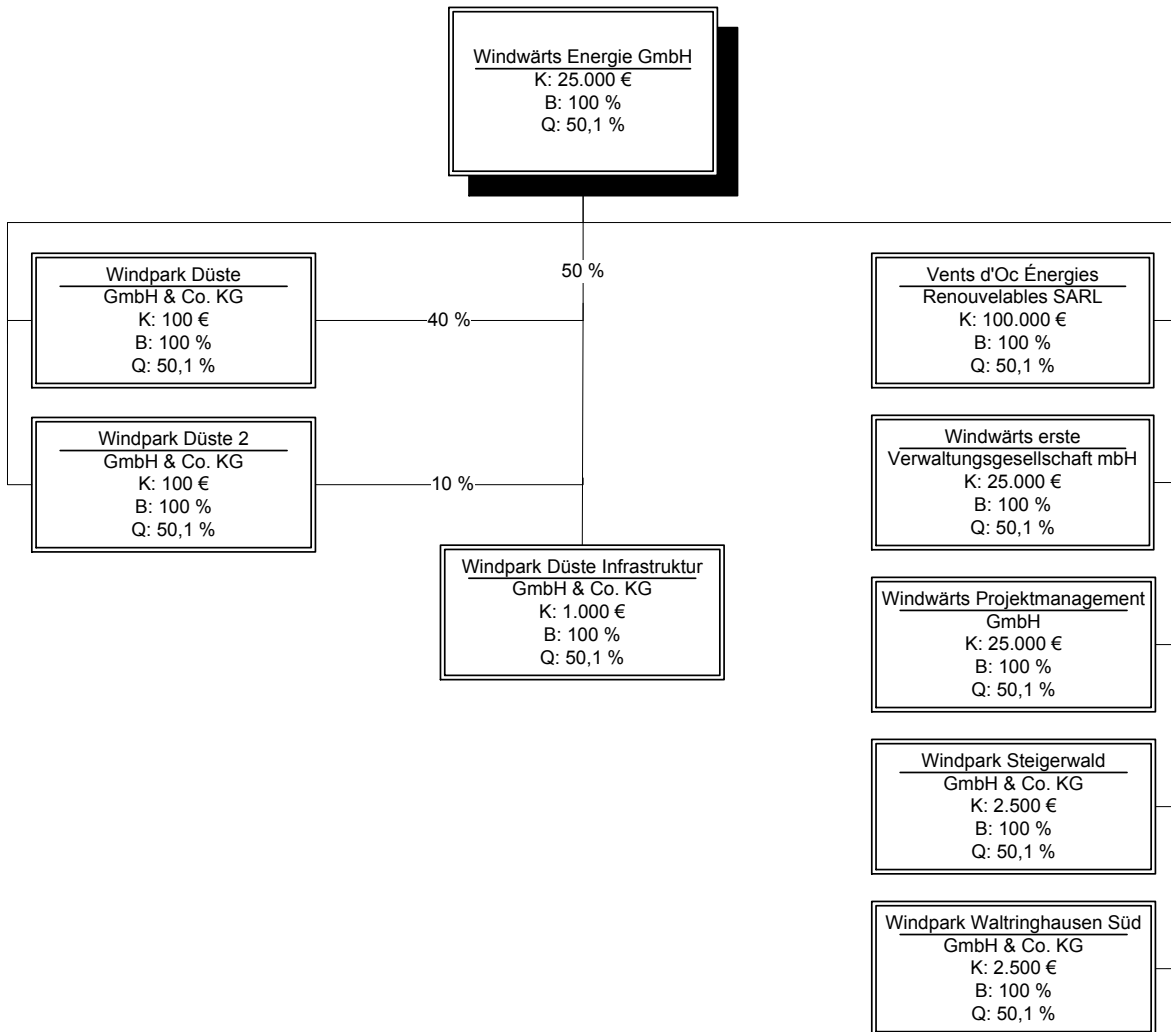 Windwärts Energie GmbH
K: 25.000 €
B: 100 %
Q: 50,1 %
50 %
Windpark Düste
GmbH & Co. KG
K: 100 €
B: 100 %
Q: 50,1 %
40 %
Windpark Düste 2
GmbH & Co. KG
K: 100 €
B: 100 %
Q: 50,1 %
10 %
Windpark Düste Infrastruktur
GmbH & Co. KG
K: 1.000 €
B: 100 %
Q: 50,1 %
Vents d'Oc Énergies
Renouvelables SARL
K: 100.000 €
B: 100 %
Q: 50,1 %
Windwärts erste
Verwaltungsgesellschaft mbH
K: 25.000 €
B: 100 %
Q: 50,1 %
Windwärts Projektmanagement
GmbH
K: 25.000 €
B: 100 %
Q: 50,1 %
Windpark Steigerwald
GmbH & Co. KG
K: 2.500 €
B: 100 %
Q: 50,1 %
Windpark Waltringhausen Süd
GmbH & Co. KG
K: 2.500 €
B: 100 %
Q: 50,1 %